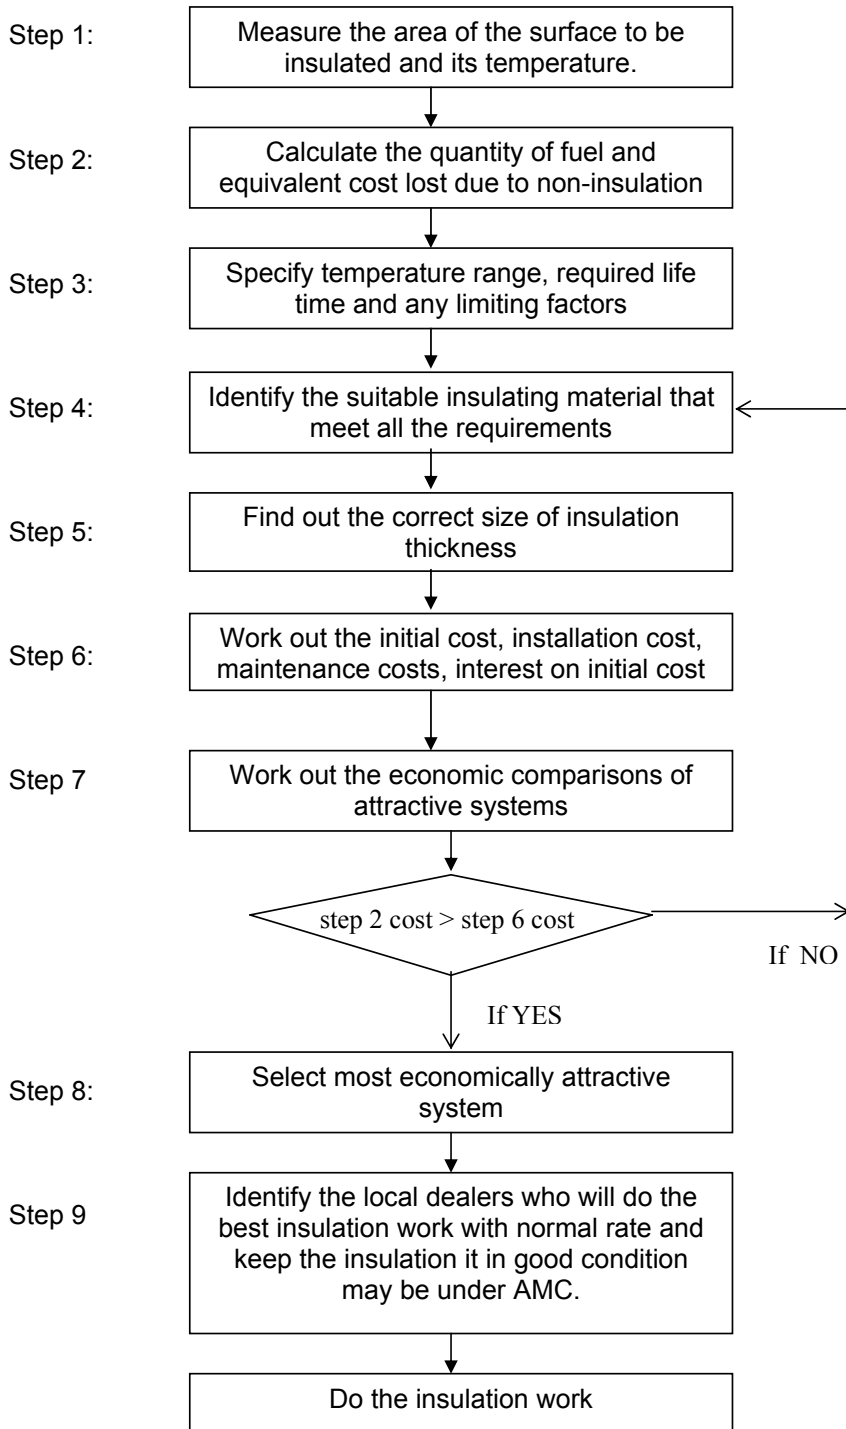 Step 1:
Measure the area of the surface to be
insulated and its temperature.
Step 2:
Calculate the quantity of fuel and
equivalent cost lost due to non-insulation
Step 3:
Specify temperature range, required life
time and any limiting factors
Step 4:
Identify the suitable insulating material that
meet all the requirements
Step 5:
Find out the correct size of insulation
thickness
Step 6:
Work out the initial cost, installation cost,
maintenance costs, interest on initial cost
Step 7
Work out the economic comparisons of
attractive systems
step 2 cost > step 6 cost
If NO
If YES
Step 8:
Select most economically attractive
system
Step 9
Identify the local dealers who will do the
best insulation work with normal rate and
keep the insulation it in good condition
may be under AMC.
Do the insulation work